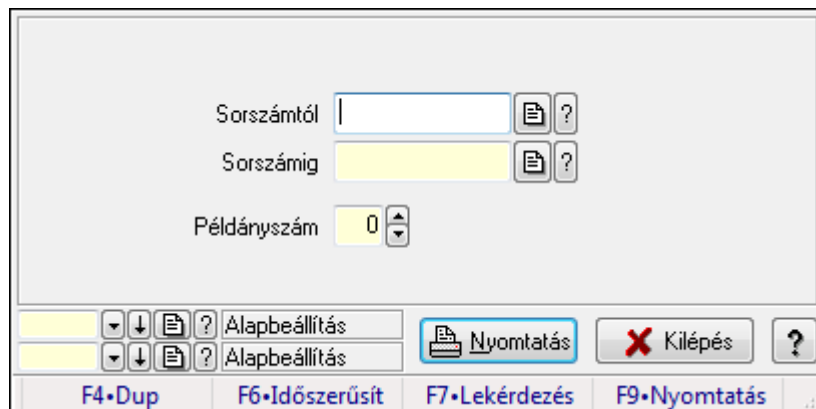 Sorszámtól ?
Sorszámig ?
Példányszám 0
? Alapbeállítás
? Alapbeállítás
Nyomtatás Kilépés ?
F4•Dup F6•Időszerűsít F7•Lekérdezés F9•Nyomtatás